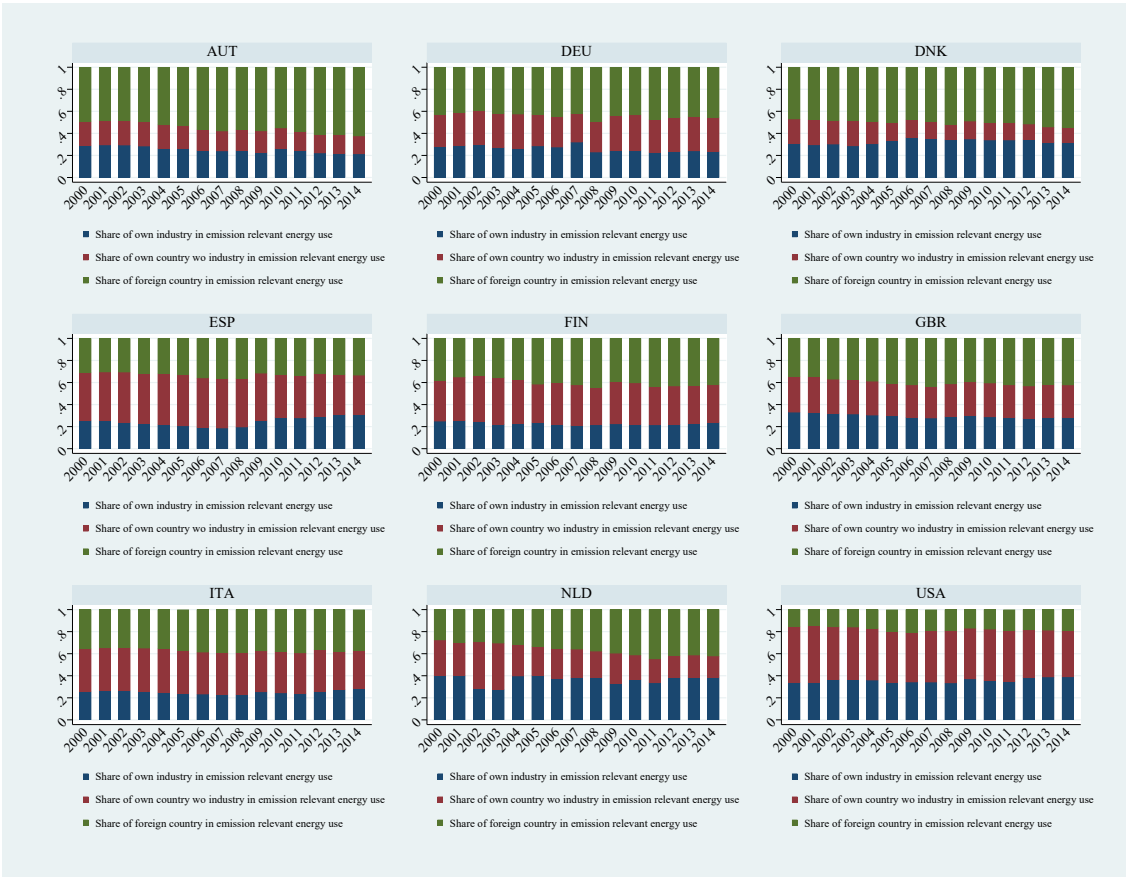 AUT
1
.8
.6
.4
.2
0
2000 2001 2002 2003 2004 2005 2006 2007 2008 2009 2010 2011 2012 2013 2014
Share of own industry in emission relevant energy use
Share of own country wo industry in emission relevant energy use
Share of foreign country in emission relevant energy use
DEU
1
.8
.6
.4
.2
0
2000 2001 2002 2003 2004 2005 2006 2007 2008 2009 2010 2011 2012 2013 2014
Share of own industry in emission relevant energy use
Share of own country wo industry in emission relevant energy use
Share of foreign country in emission relevant energy use
DNK
1
.8
.6
.4
.2
0
2000 2001 2002 2003 2004 2005 2006 2007 2008 2009 2010 2011 2012 2013 2014
Share of own industry in emission relevant energy use
Share of own country wo industry in emission relevant energy use
Share of foreign country in emission relevant energy use
ESP
1
.8
.6
.4
.2
0
2000 2001 2002 2003 2004 2005 2006 2007 2008 2009 2010 2011 2012 2013 2014
Share of own industry in emission relevant energy use
Share of own country wo industry in emission relevant energy use
Share of foreign country in emission relevant energy use
FIN
1
.8
.6
.4
.2
0
2000 2001 2002 2003 2004 2005 2006 2007 2008 2009 2010 2011 2012 2013 2014
Share of own industry in emission relevant energy use
Share of own country wo industry in emission relevant energy use
Share of foreign country in emission relevant energy use
GBR
1
.8
.6
.4
.2
0
2000 2001 2002 2003 2004 2005 2006 2007 2008 2009 2010 2011 2012 2013 2014
Share of own industry in emission relevant energy use
Share of own country wo industry in emission relevant energy use
Share of foreign country in emission relevant energy use
ITA
1
.8
.6
.4
.2
0
2000 2001 2002 2003 2004 2005 2006 2007 2008 2009 2010 2011 2012 2013 2014
Share of own industry in emission relevant energy use
Share of own country wo industry in emission relevant energy use
Share of foreign country in emission relevant energy use
NLD
1
.8
.6
.4
.2
0
2000 2001 2002 2003 2004 2005 2006 2007 2008 2009 2010 2011 2012 2013 2014
Share of own industry in emission relevant energy use
Share of own country wo industry in emission relevant energy use
Share of foreign country in emission relevant energy use
USA
1
.8
.6
.4
.2
0
2000 2001 2002 2003 2004 2005 2006 2007 2008 2009 2010 2011 2012 2013 2014
Share of own industry in emission relevant energy use
Share of own country wo industry in emission relevant energy use
Share of foreign country in emission relevant energy use